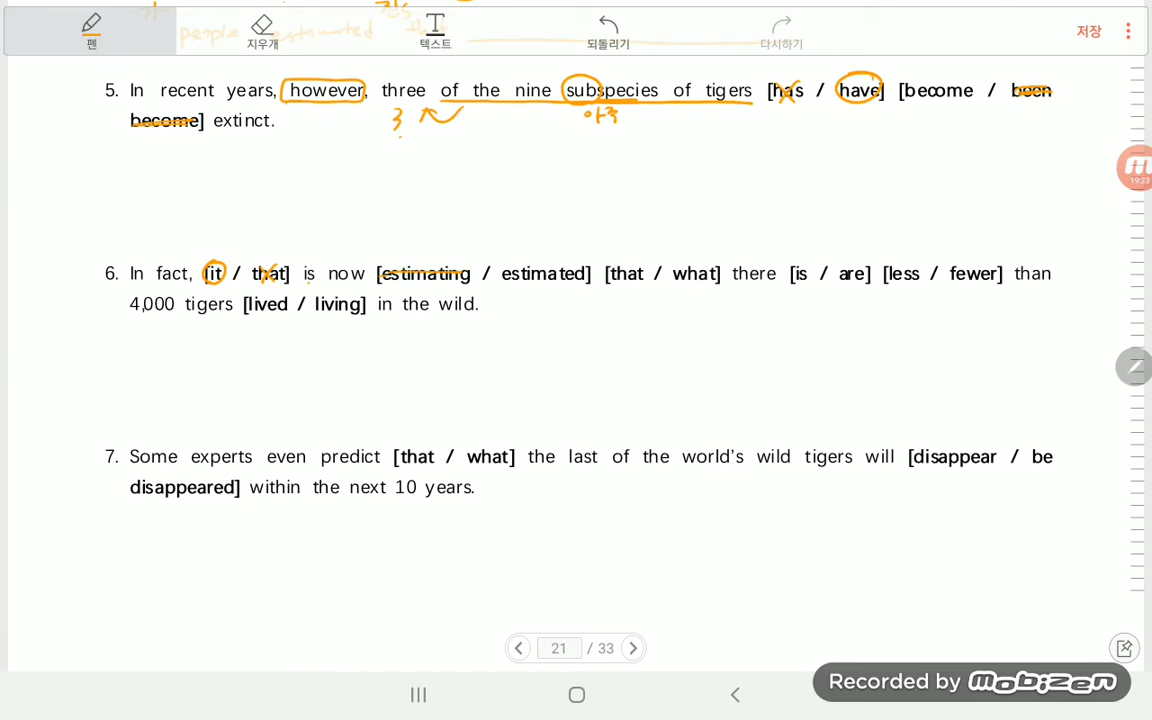 people estimated
펜
지우개
텍스트
되돌리기
다시하기
저장
5. In recent years, however, three of the nine subspecies of tigers [has / have] [become / been
become] extinct.
3
아종
19:23
6. In fact, [it / that] is now [estimating / estimated] [that / what] there [is / are] [less / fewer] than
4,000 tigers [lived / living] in the wild.
7. Some experts even predict [that / what] the last of the world's wild tigers will [disappear / be
disappeared] within the next 10 years.
21 / 33
Recorded by mobizen